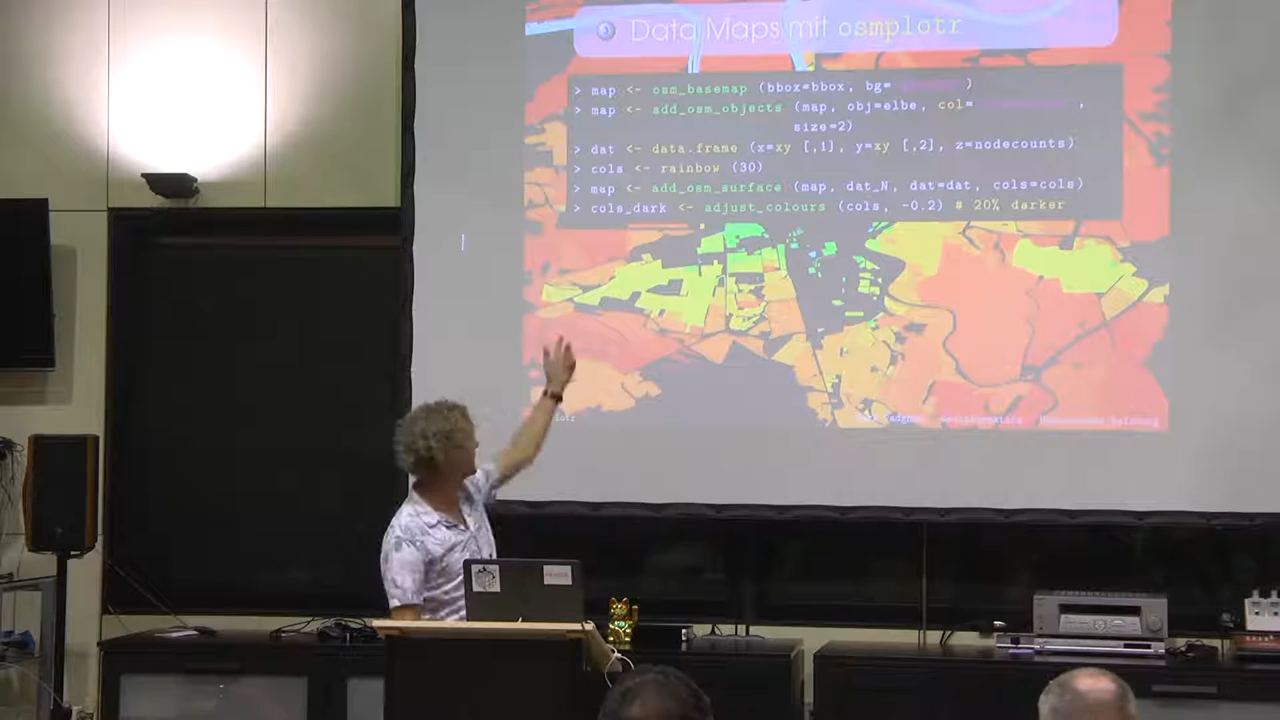 Data Maps mit osmplotr
> map <- osm_basemap (bbox=bbox, bg= )
> map <- add_osm_objects (map, obj=elbe, col= ,
size=2)
> dat <- data.frame (x=xy [,1], y=xy [,2], z=nodecounts)
> cols <- rainbow (30)
> map <- add_osm_surface (map, dat_N, dat=dat, cols=cols)
> cols_dark <- adjust_colours (cols, -0.2) # 20% darker